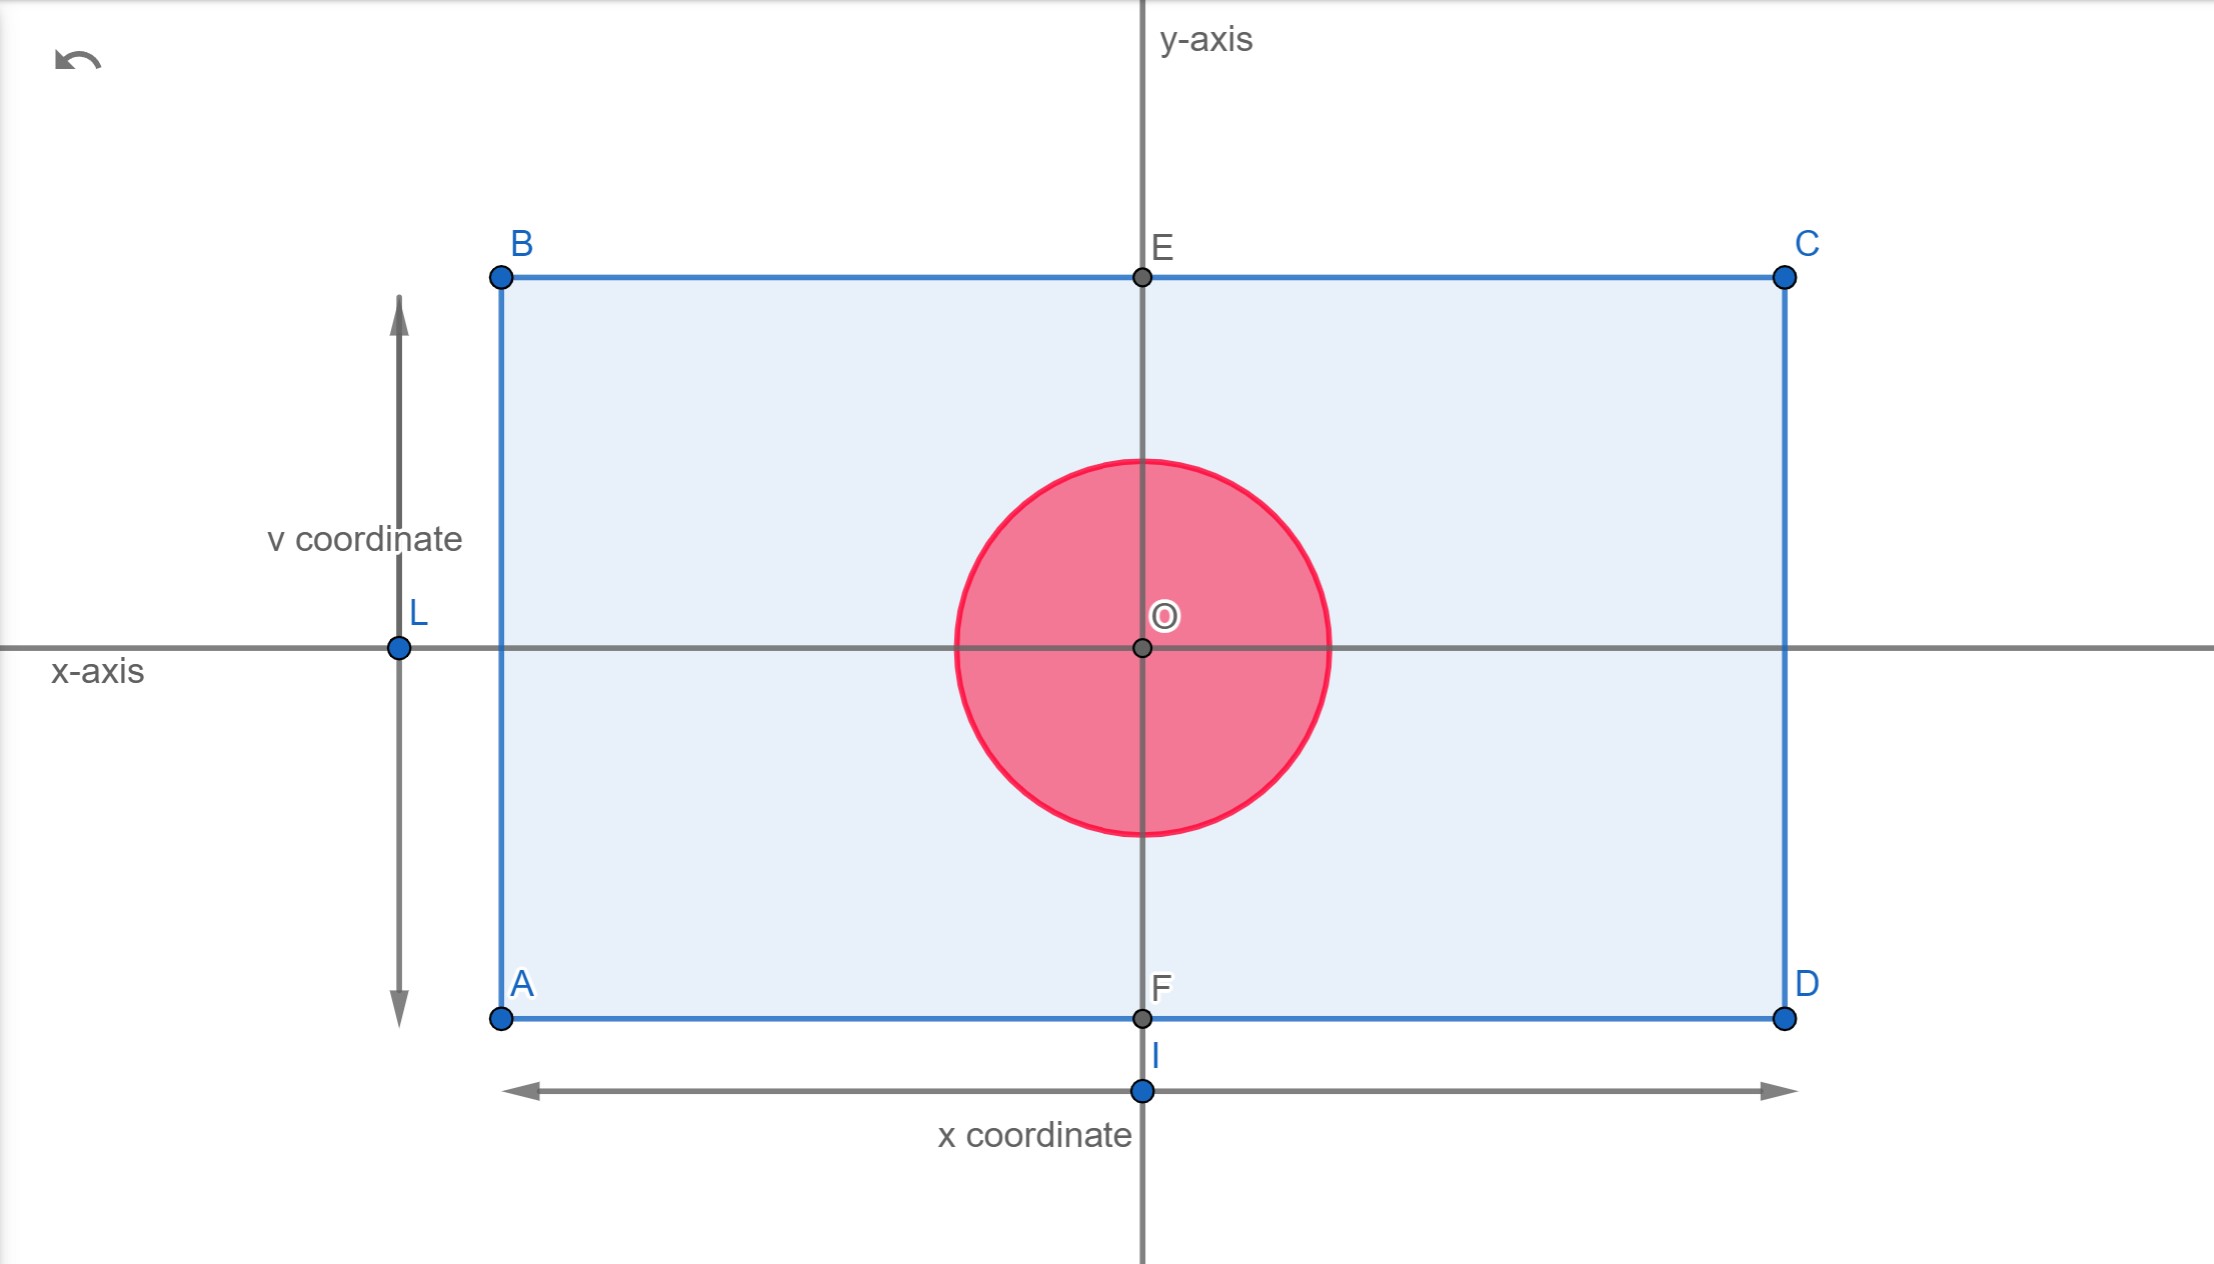 y-axis
B
E
C
v coordinate
L
O
x-axis
A
F
D
I
x coordinate